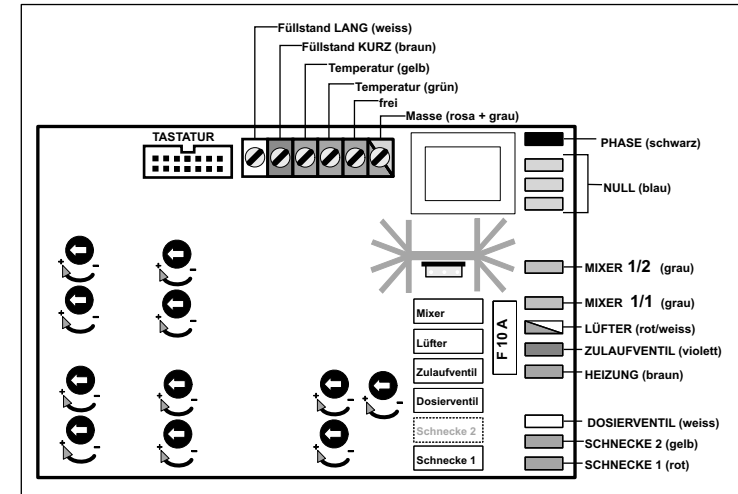 Füllstand LANG (weiss)
Füllstand KURZ (braun)
Temperatur (gelb)
Temperatur (grün)
frei
Masse (rosa + grau)
TASTATUR
PHASE (schwarz)
NULL (blau)
MIXER 1/2 (grau)
MIXER 1/1 (grau)
LÜFTER (rot/weiss)
ZULAUFVENTIL (violett)
HEIZUNG (braun)
DOSIERVENTIL (weiss)
SCHNECKE 2 (gelb)
SCHNECKE 1 (rot)
F 10 A
Mixer
Lüfter
Zulaufventil
Dosierventil
Schnecke 2
Schnecke 1
+ -
+ -
+ -
+ -
+ -
+ -
+ -
+ -
+ -
+ -
+ -